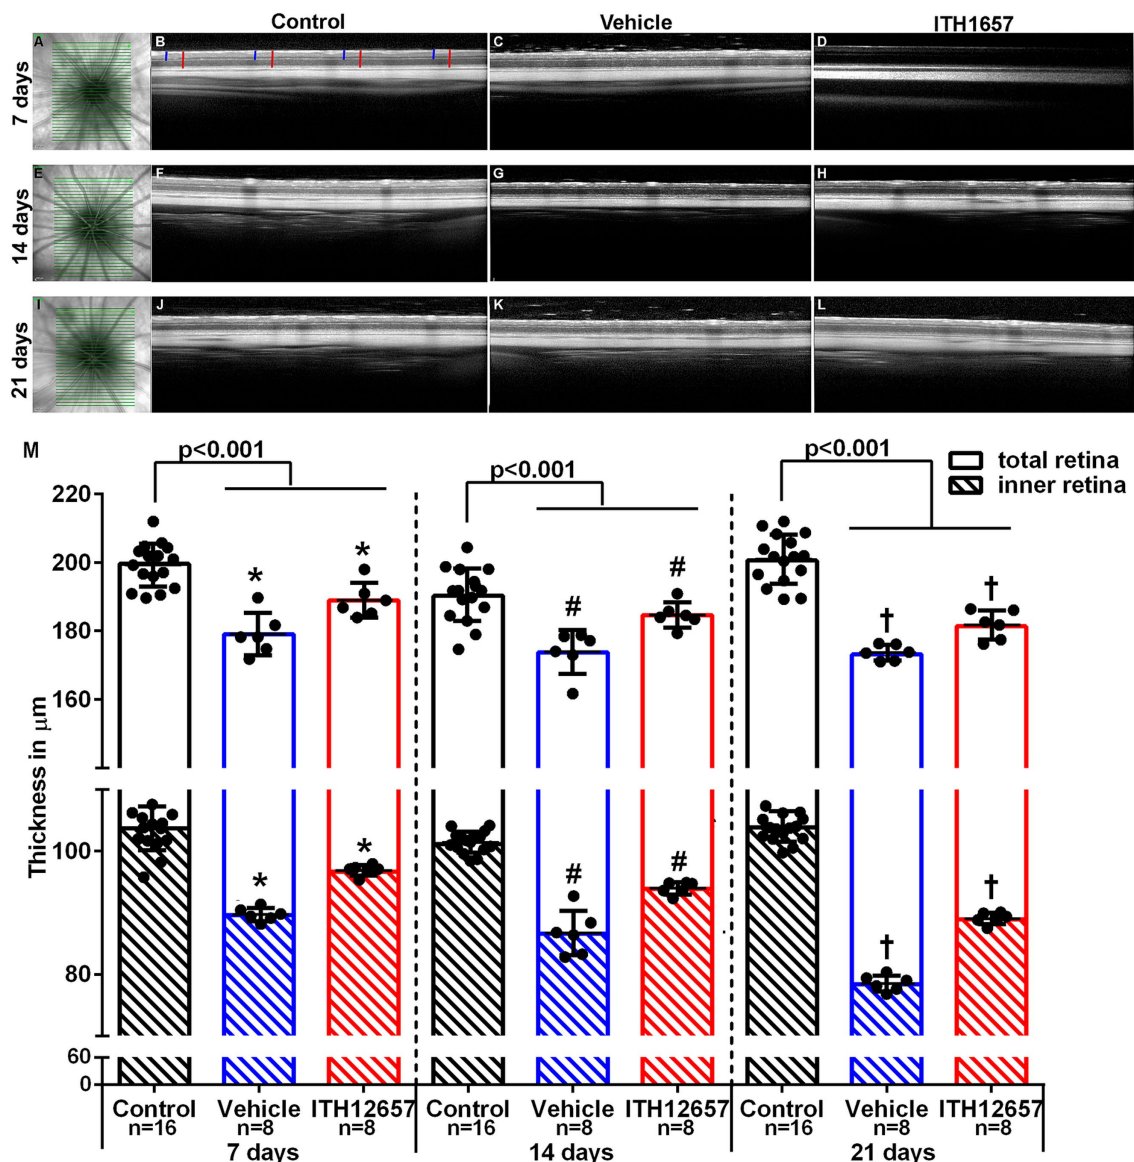 Control Vehicle ITH1657
7 days
A B C D
14 days
E F G H
21 days
I J K L
M
p<0.001 p<0.001 p<0.001
total retina
inner retina
Thickness in μm
220
200
180
160
100
80
60
0
* *
# #
† †
* *
# #
† †
Control Vehicle ITH12657 Control Vehicle ITH12657 Control Vehicle ITH12657
n=16 n=8 n=8 n=16 n=8 n=8 n=16 n=8 n=8
7 days 14 days 21 days